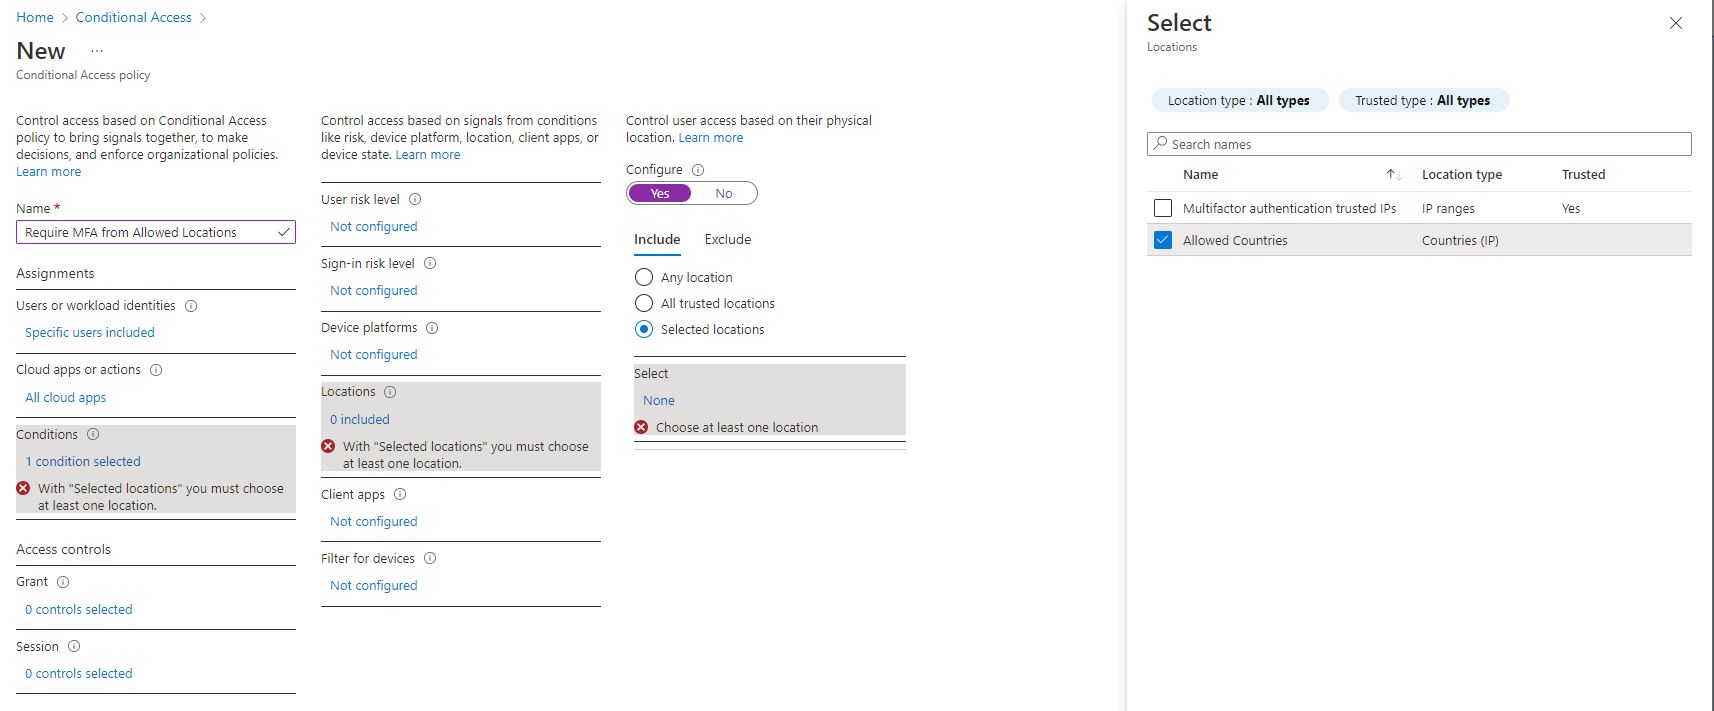 Home > Conditional Access >
New ...
Conditional Access policy
Control access based on Conditional Access
policy to bring signals together, to make
decisions, and enforce organizational policies.
Learn more
Name *
Require MFA from Allowed Locations
Assignments
Users or workload identities
Specific users included
Cloud apps or actions
All cloud apps
Conditions
1 condition selected
With "Selected locations" you must choose
at least one location.
Access controls
Grant
0 controls selected
Session
0 controls selected
Control access based on signals from conditions
like risk, device platform, location, client apps, or
device state. Learn more
User risk level
Not configured
Sign-in risk level
Not configured
Device platforms
Not configured
Locations
0 included
With "Selected locations" you must choose
at least one location.
Client apps
Not configured
Filter for devices
Not configured
Control user access based on their physical
location. Learn more
Configure
Yes No
Include Exclude
Any location
All trusted locations
Selected locations
Select
None
Choose at least one location
Select
Locations
Location type : All types Trusted type : All types
Search names
Name Location type Trusted
Multifactor authentication trusted IPs IP ranges Yes
Allowed Countries Countries (IP)